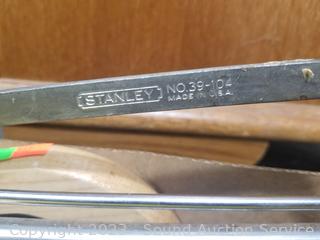 STANLEY NO. 39-104
MADE IN U.S.A.
Copyright 2023 Sound Auction Service